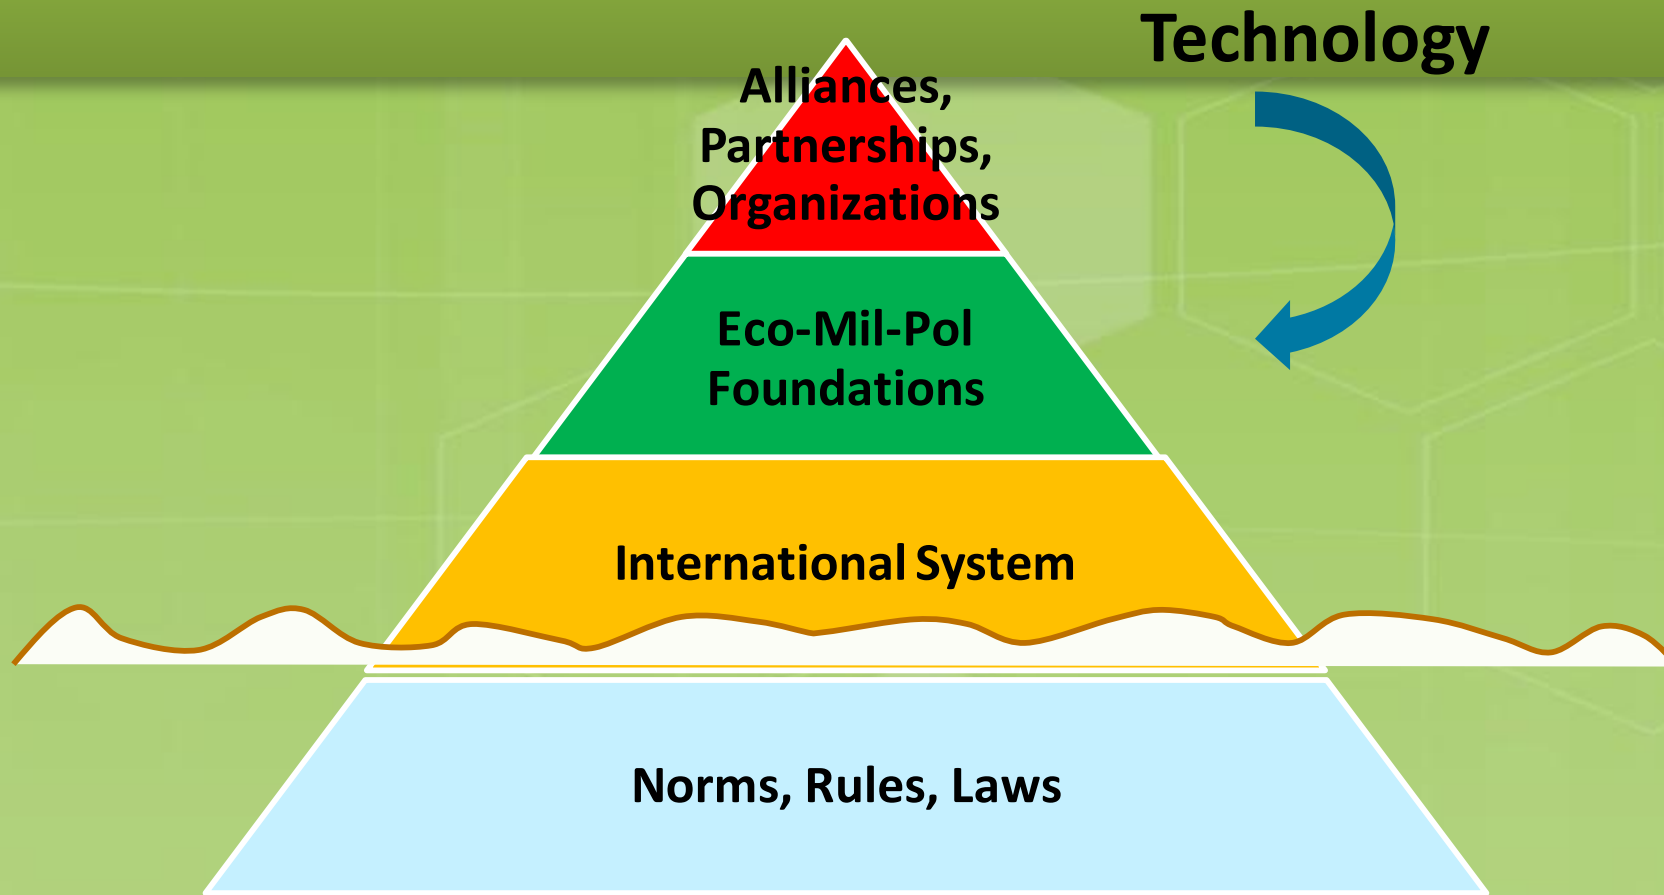 Technology
Alliances,
Partnerships,
Organizations
Eco-Mil-Pol
Foundations
International System
Norms, Rules, Laws